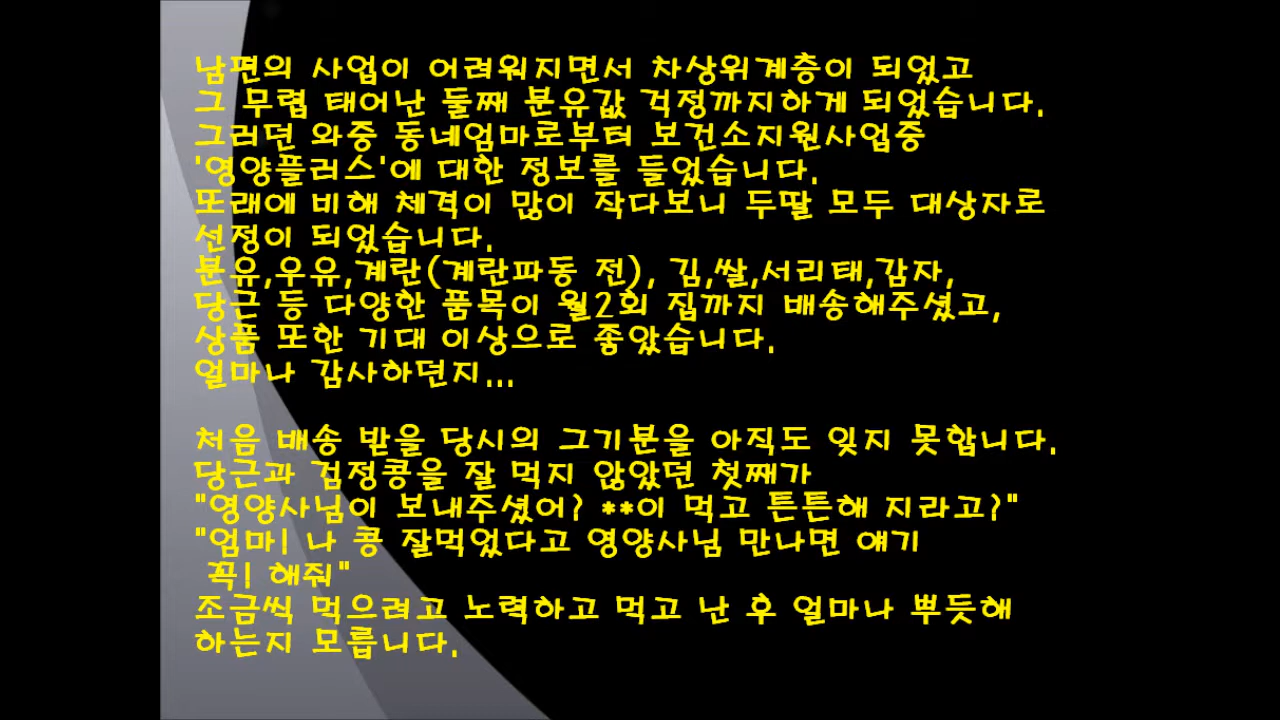 남편의 사업이 어려워지면서 차상위계층이 되었고
그 무렵 태어난 둘째 분유값 걱정까지하게 되었습니다.
그러던 와중 동네엄마로부터 보건소지원사업중
'영양플러스'에 대한 정보를 들었습니다.
또래에 비해 체격이 많이 작다보니 두딸 모두 대상자로
선정이 되었습니다.
분유,우유,계란(계란파동 전), 김,쌀,서리태,감자,
당근 등 다양한 품목이 월2회 집까지 배송해주셨고,
상품 또한 기대 이상으로 좋았습니다.
얼마나 감사하던지...
처음 배송 받을 당시의 그기분을 아직도 잊지 못합니다.
당근과 검정콩을 잘 먹지 않았던 첫째가
"영양사님이 보내주셨어? **이 먹고 튼튼해 지라고?"
"엄마! 나 콩 잘먹었다고 영양사님 만나면 얘기
꼭! 해줘"
조금씩 먹으려고 노력하고 먹고 난 후 얼마나 뿌듯해
하는지 모릅니다.